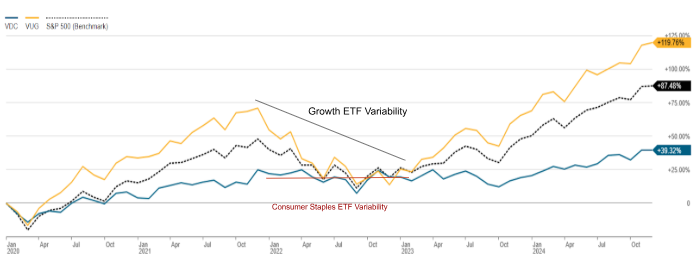 VDC VUG S&P 500 (Benchmark)
+125.00%
+119.76%
+100.00%
+87.48%
+75.00%
+50.00%
+39.32%
+25.00%
0
Growth ETF Variability
Consumer Staples ETF Variability
Jan Apr Jul Oct Jan Apr Jul Oct Jan Apr Jul Oct Jan Apr Jul Oct Jan Apr Jul Oct
2020 2021 2022 2023 2024